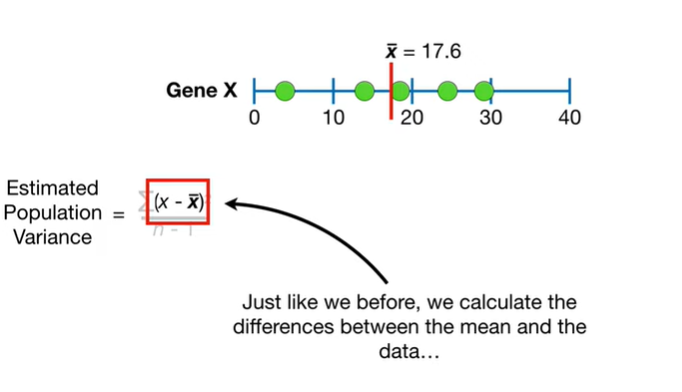 x̄ = 17.6
Gene X
0 10 20 30 40
Estimated
Population =
Variance
Σ(x - x̄)
n - 1
Just like we before, we calculate the
differences between the mean and the
data…